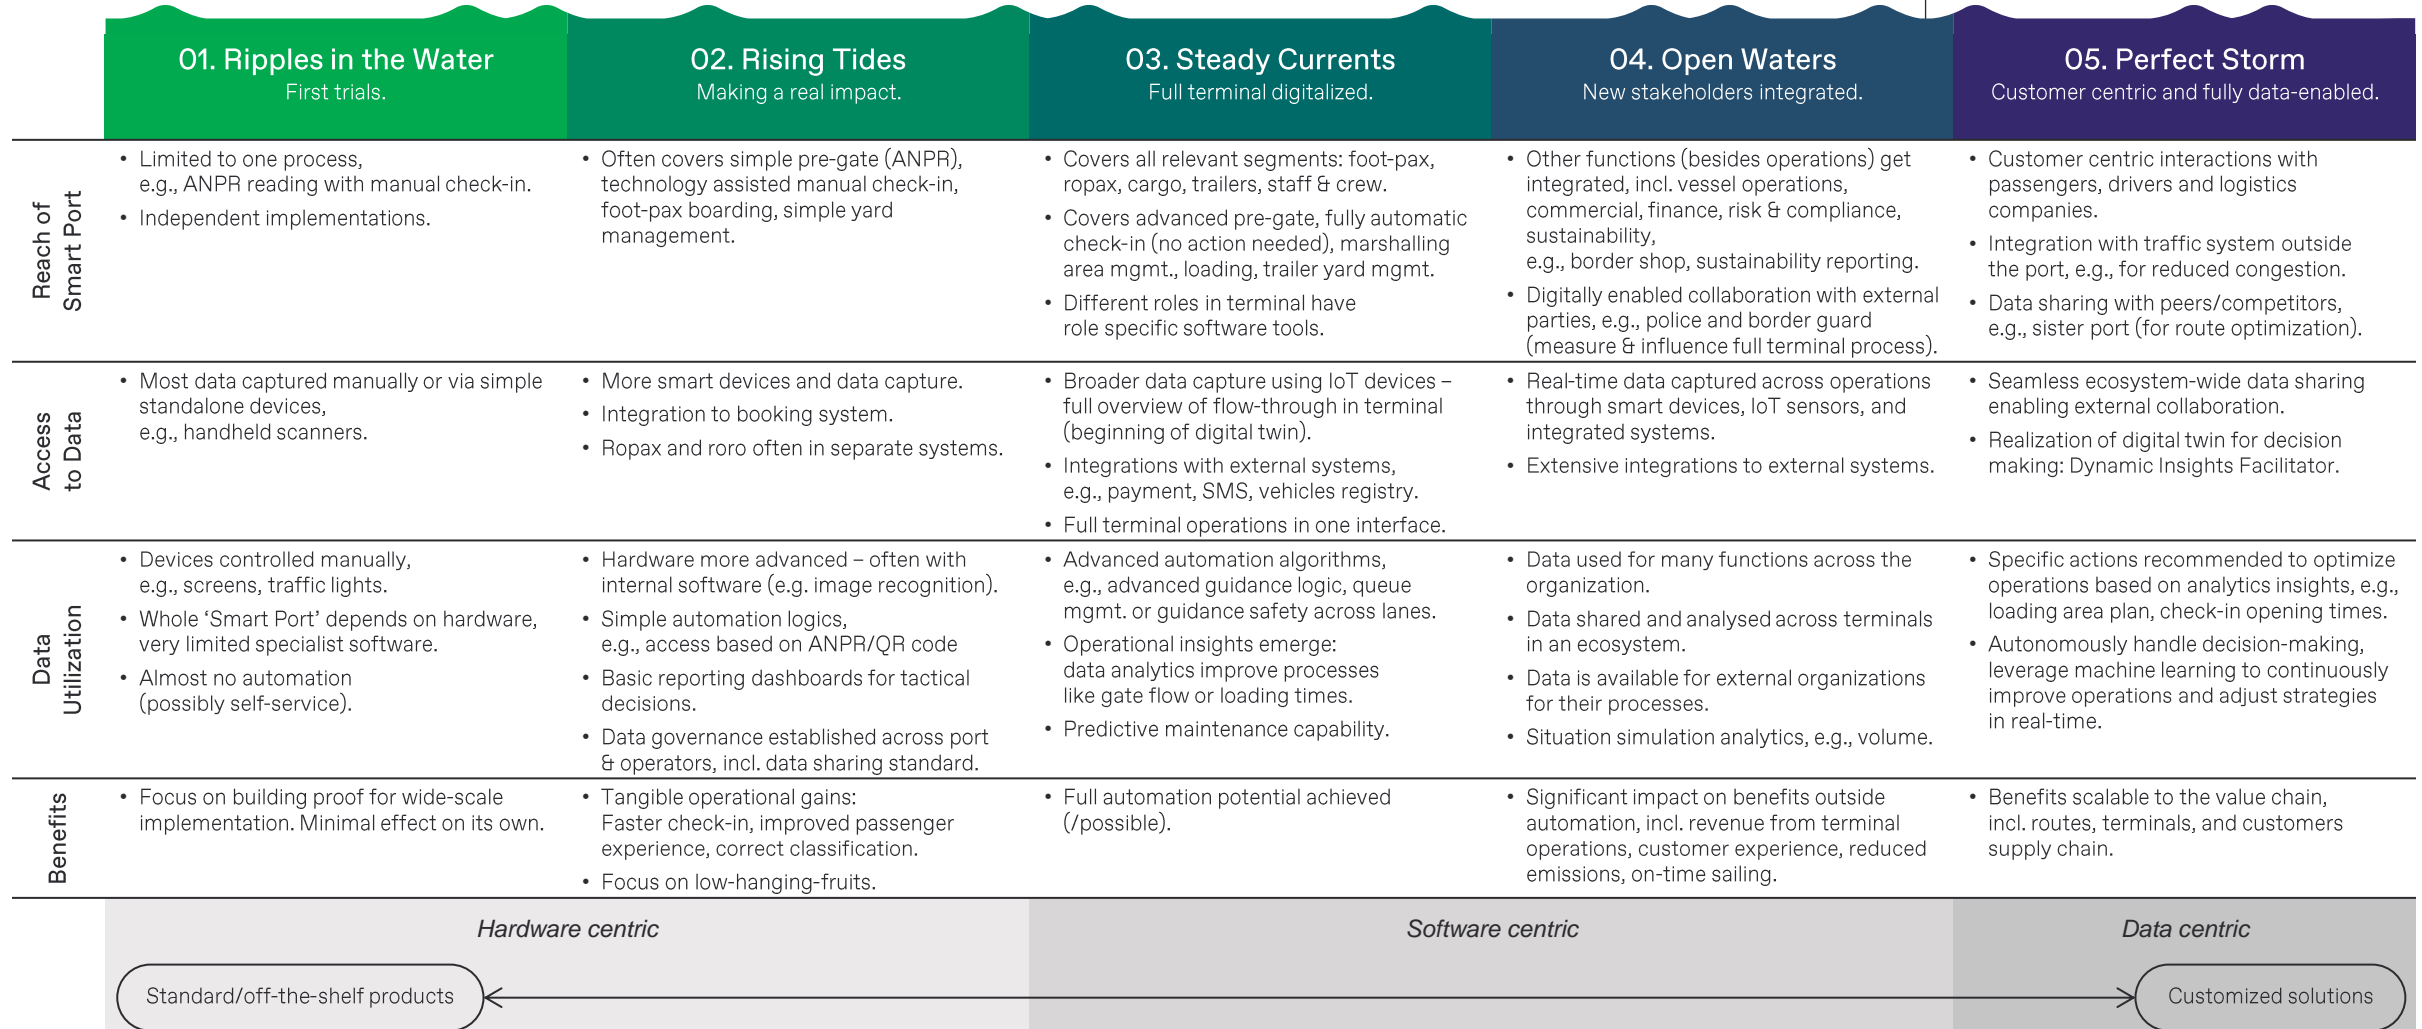 01. Ripples in the Water
First trials.
02. Rising Tides
Making a real impact.
03. Steady Currents
Full terminal digitalized.
04. Open Waters
New stakeholders integrated.
05. Perfect Storm
Customer centric and fully data-enabled.
Reach of
Smart Port
• Limited to one process,
e.g., ANPR reading with manual check-in.
• Independent implementations.
• Often covers simple pre-gate (ANPR),
technology assisted manual check-in,
foot-pax boarding, simple yard
management.
• Covers all relevant segments: foot-pax,
ropax, cargo, trailers, staff & crew.
• Covers advanced pre-gate, fully automatic
check-in (no action needed), marshalling
area mgmt., loading, trailer yard mgmt.
• Different roles in terminal have
role specific software tools.
• Other functions (besides operations) get
integrated, incl. vessel operations,
commercial, finance, risk & compliance,
sustainability,
e.g., border shop, sustainability reporting.
• Digitally enabled collaboration with external
parties, e.g., police and border guard
(measure & influence full terminal process).
• Customer centric interactions with
passengers, drivers and logistics
companies.
• Integration with traffic system outside
the port, e.g., for reduced congestion.
• Data sharing with peers/competitors,
e.g., sister port (for route optimization).
Access
to Data
• Most data captured manually or via simple
standalone devices,
e.g., handheld scanners.
• More smart devices and data capture.
• Integration to booking system.
• Ropax and roro often in separate systems.
• Broader data capture using IoT devices –
full overview of flow-through in terminal
(beginning of digital twin).
• Integrations with external systems,
e.g., payment, SMS, vehicles registry.
• Full terminal operations in one interface.
• Real-time data captured across operations
through smart devices, IoT sensors, and
integrated systems.
• Extensive integrations to external systems.
• Seamless ecosystem-wide data sharing
enabling external collaboration.
• Realization of digital twin for decision
making: Dynamic Insights Facilitator.
Data
Utilization
• Devices controlled manually,
e.g., screens, traffic lights.
• Whole ‘Smart Port’ depends on hardware,
very limited specialist software.
• Almost no automation
(possibly self-service).
• Hardware more advanced – often with
internal software (e.g. image recognition).
• Simple automation logics,
e.g., access based on ANPR/QR code
• Basic reporting dashboards for tactical
decisions.
• Data governance established across port
& operators, incl. data sharing standard.
• Advanced automation algorithms,
e.g., advanced guidance logic, queue
mgmt. or guidance safety across lanes.
• Operational insights emerge:
data analytics improve processes
like gate flow or loading times.
• Predictive maintenance capability.
• Data used for many functions across the
organization.
• Data shared and analysed across terminals
in an ecosystem.
• Data is available for external organizations
for their processes.
• Situation simulation analytics, e.g., volume.
• Specific actions recommended to optimize
operations based on analytics insights, e.g.,
loading area plan, check-in opening times.
• Autonomously handle decision-making,
leverage machine learning to continuously
improve operations and adjust strategies
in real-time.
Benefits
• Focus on building proof for wide-scale
implementation. Minimal effect on its own.
• Tangible operational gains:
Faster check-in, improved passenger
experience, correct classification.
• Focus on low-hanging-fruits.
• Full automation potential achieved
(/possible).
• Significant impact on benefits outside
automation, incl. revenue from terminal
operations, customer experience, reduced
emissions, on-time sailing.
• Benefits scalable to the value chain,
incl. routes, terminals, and customers
supply chain.
Hardware centric
Software centric
Data centric
Standard/off-the-shelf products
Customized solutions